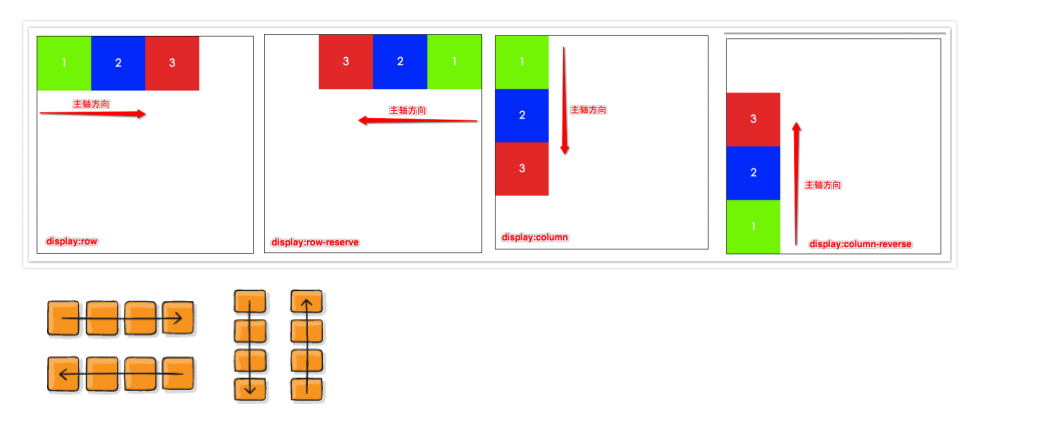 1 2 3
主轴方向
display:row
3 2 1
主轴方向
display:row-reserve
1
2
3
主轴方向
display:column
3
2
1
主轴方向
display:column-reverse